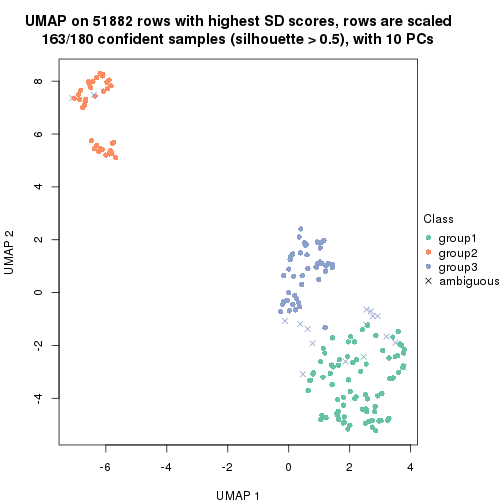 UMAP on 51882 rows with highest SD scores, rows are scaled
163/180 confident samples (silhouette > 0.5), with 10 PCs
8
6
4
2
0
-2
-4
UMAP 2
-6
-4
-2
0
2
4
UMAP 1
Class
group1
group2
group3
ambiguous